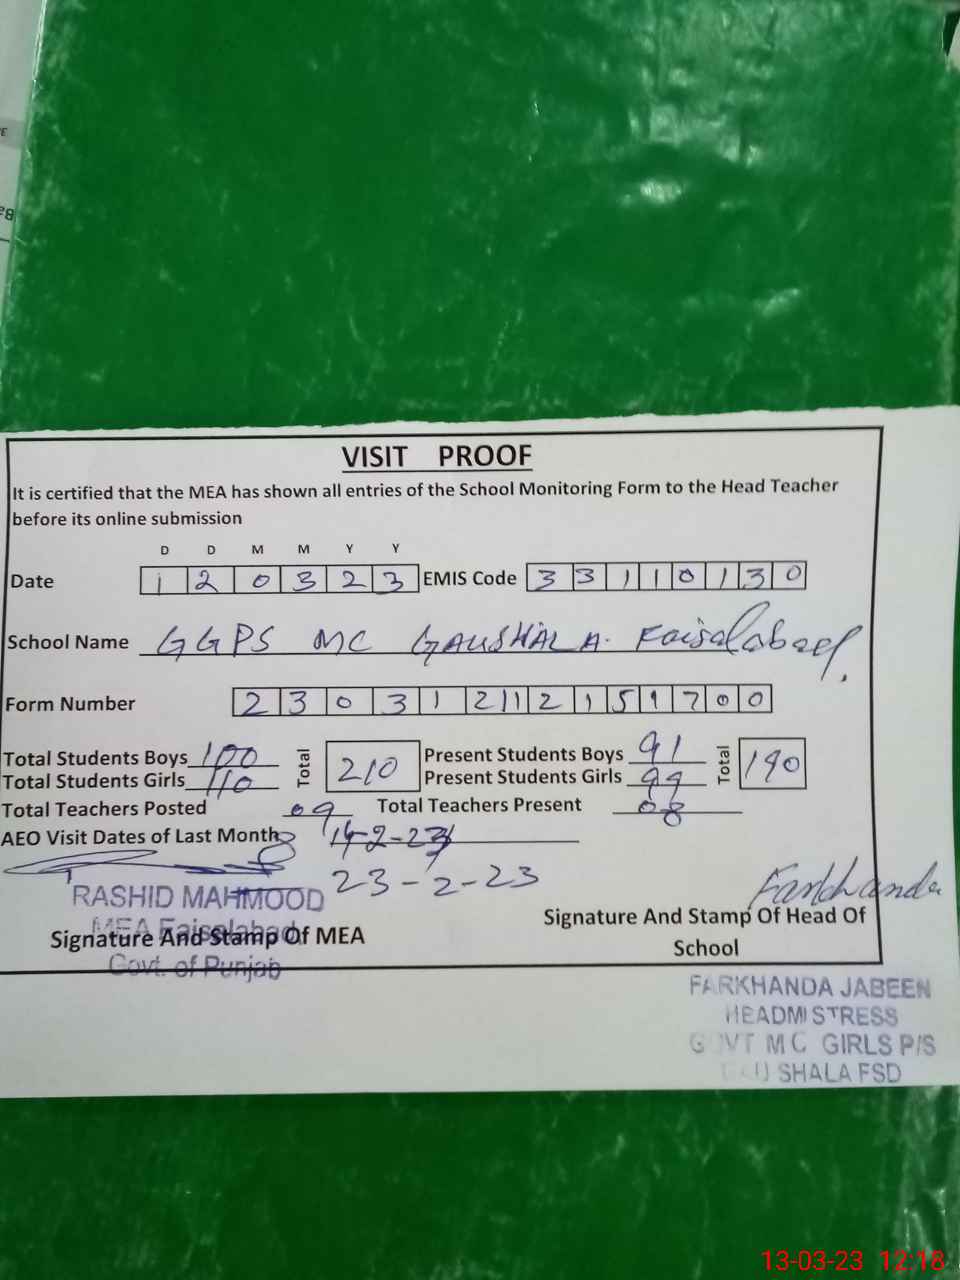 VISIT PROOF
It is certified that the MEA has shown all entries of the School Monitoring Form to the Head Teacher
before its online submission
D D M M Y Y
Date 1 2 0 3 2 3 EMIS Code 3 3 1 1 0 1 3 0
School Name GGPS MC GAUSHALA. Faisalabad.
Form Number 2 3 0 3 1 2 1 1 2 1 5 1 7 0 0
Total Students Boys 100 Total 210 Present Students Boys 91 Total 190
Total Students Girls 110 Present Students Girls 99
Total Teachers Posted 09 Total Teachers Present 08
AEO Visit Dates of Last Month 14-2-23
23-2-23
RASHID MAHMOOD
MEA Faisalabad
Govt. of Punjab
Signature And Stamp Of MEA
Farkhanda
Signature And Stamp Of Head Of
School
FARKHANDA JABEEN
HEADMISTRESS
GOVT MC GIRLS P/S
GAU SHALA FSD
13-03-23 12:18